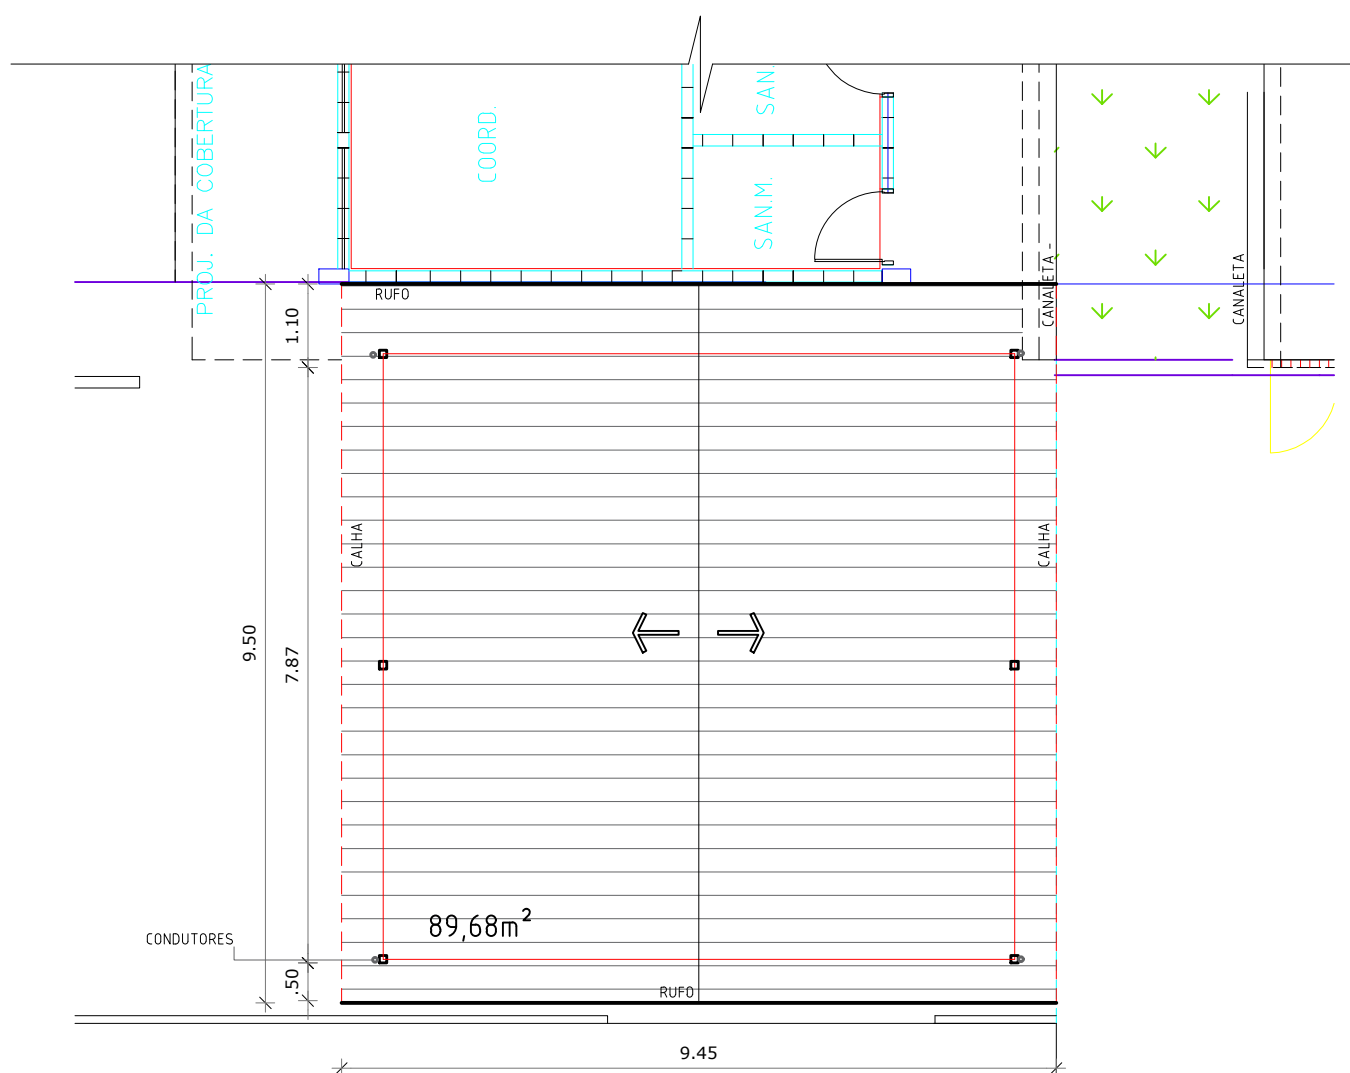 PROJ. DA COBERTURA
COORD.
SAN.
SAN.M.
CANALETA
CANALETA
RUFO
1.10
CALHA
CALHA
9.50
7.87
89,68m²
CONDUTORES
.50
RUFO
9.45